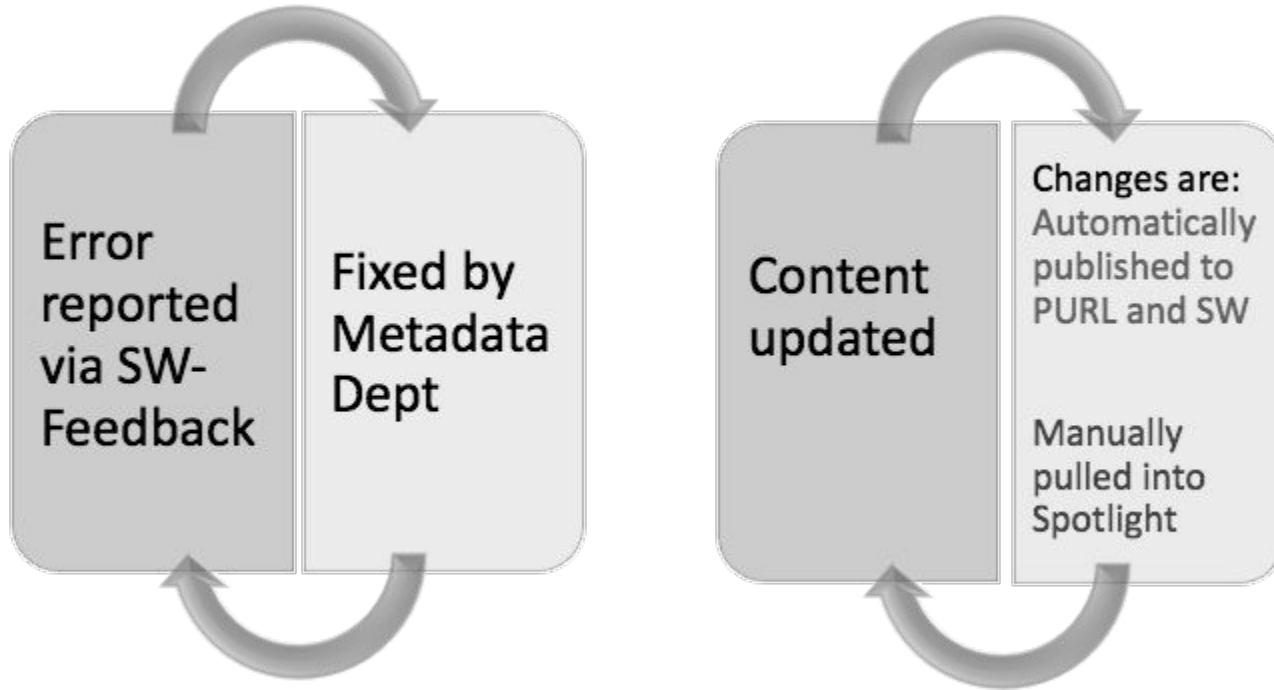 Error
reported
via SW-
Feedback
Fixed by
Metadata
Dept
Content
updated
Changes are:
Automatically
published to
PURL and SW
Manually
pulled into
Spotlight